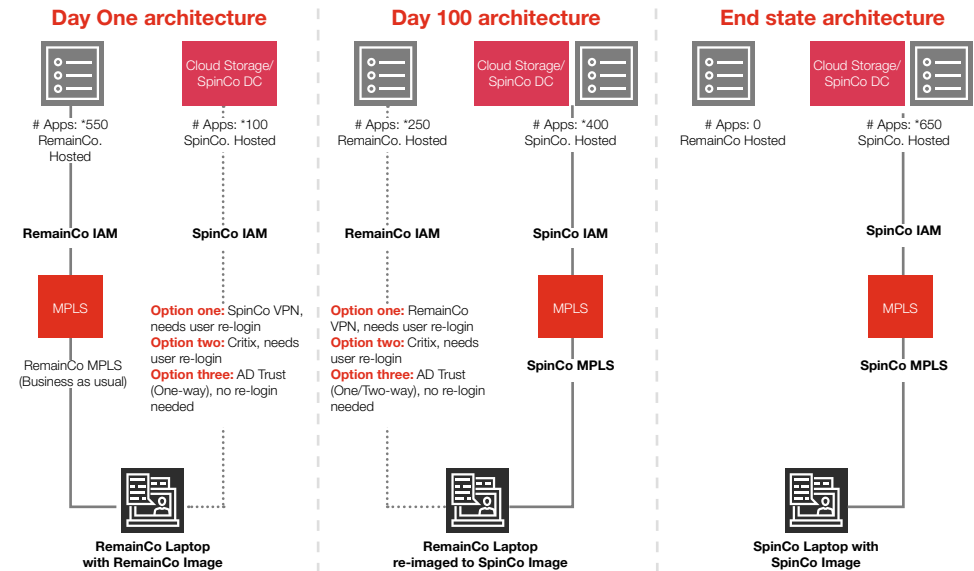 Day One architecture
Cloud Storage/
SpinCo DC
# Apps: *550
RemainCo.
Hosted
# Apps: *100
SpinCo. Hosted
RemainCo IAM
SpinCo IAM
MPLS
RemainCo MPLS
(Business as usual)
Option one: SpinCo VPN,
needs user re-login
Option two: Critix, needs
user re-login
Option three: AD Trust
(One-way), no re-login
needed
RemainCo Laptop
with RemainCo Image
Day 100 architecture
Cloud Storage/
SpinCo DC
# Apps: *250
RemainCo. Hosted
# Apps: *400
SpinCo. Hosted
RemainCo IAM
SpinCo IAM
Option one: RemainCo
VPN, needs user re-login
Option two: Critix, needs
user re-login
Option three: AD Trust
(One/Two-way), no re-login
needed
MPLS
SpinCo MPLS
RemainCo Laptop
re-imaged to SpinCo Image
End state architecture
Cloud Storage/
SpinCo DC
# Apps: 0
RemainCo Hosted
# Apps: *650
SpinCo. Hosted
SpinCo IAM
MPLS
SpinCo MPLS
SpinCo Laptop with
SpinCo Image